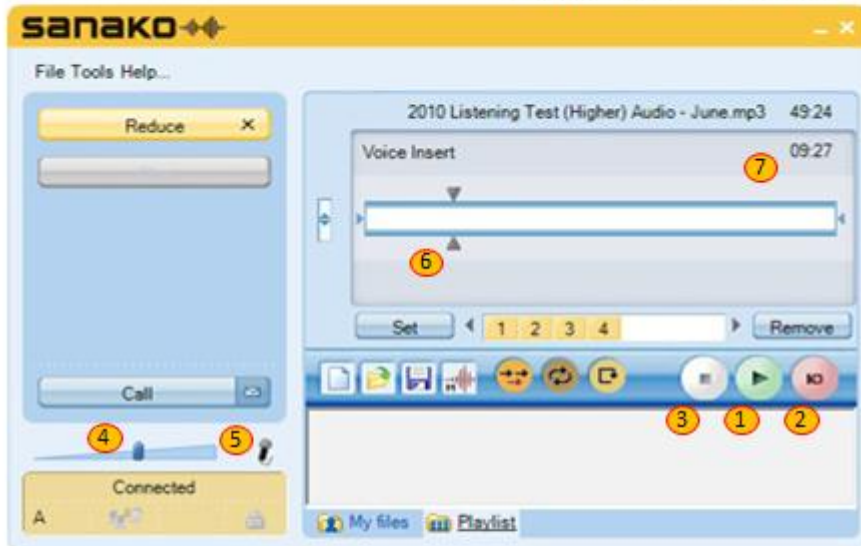 sanako
File Tools Help...
Reduce
2010 Listening Test (Higher) Audio - June.mp3 49:24
Voice Insert 09:27
7
6
Set 1 2 3 4 Remove
Call
3 1 2
4 5
Connected
A
My files Playlist